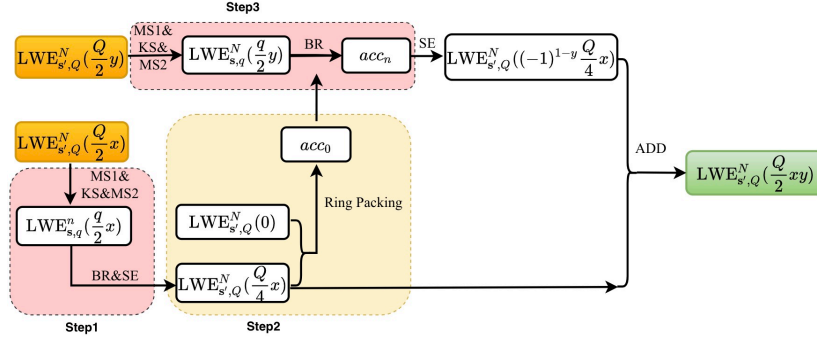 Step3
MS1&
KS&
MS2
LWE^N_{s',Q}(Q/2 y)
LWE^N_{s,q}(q/2 y)
BR
acc_n
SE
LWE^N_{s',Q}((-1)^{1-y} Q/4 x)
LWE^N_{s',Q}(Q/2 x)
acc_0
ADD
MS1&
KS&MS2
LWE^N_{s',Q}(Q/2 xy)
LWE^n_{s,q}(q/2 x)
LWE^N_{s',Q}(0)
Ring Packing
BR&SE
LWE^N_{s',Q}(Q/4 x)
Step1
Step2